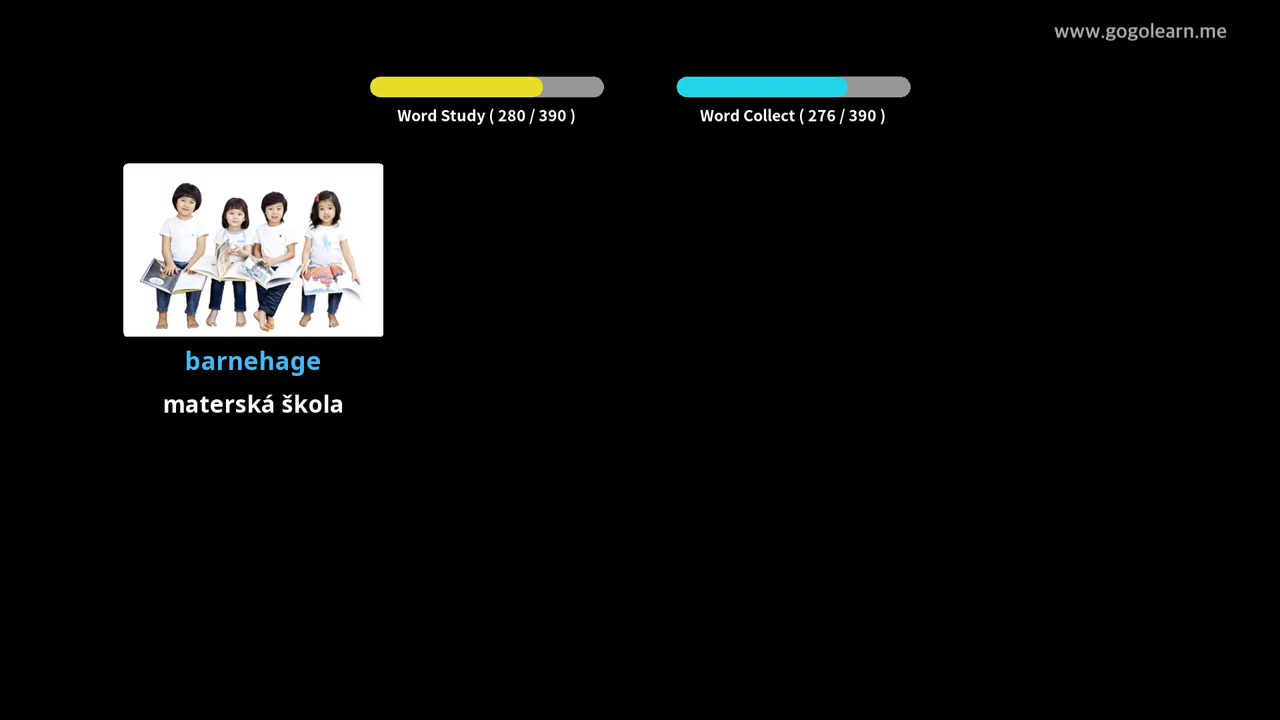 www.gogolearn.me
Word Study ( 280 / 390 )
Word Collect ( 276 / 390 )
barnehage
materská škola